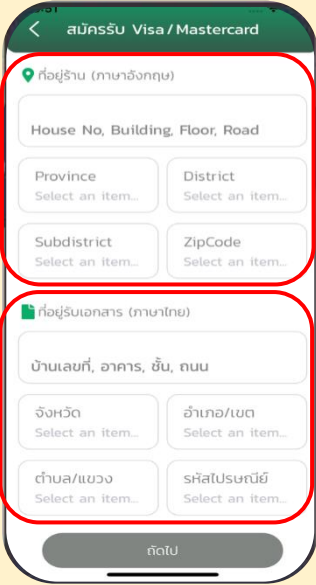 สมัครรับ Visa/Mastercard
ที่อยู่ร้าน (ภาษาอังกฤษ)
House No, Building, Floor, Road
Province District
Select an item... Select an item...
Subdistrict ZipCode
Select an item... Select an item...
ที่อยู่รับเอกสาร (ภาษาไทย)
บ้านเลขที่, อาคาร, ชั้น, ถนน
จังหวัด อำเภอ/เขต
Select an item... Select an item...
ตำบล/แขวง รหัสไปรษณีย์
Select an item... Select an item...
ถัดไป